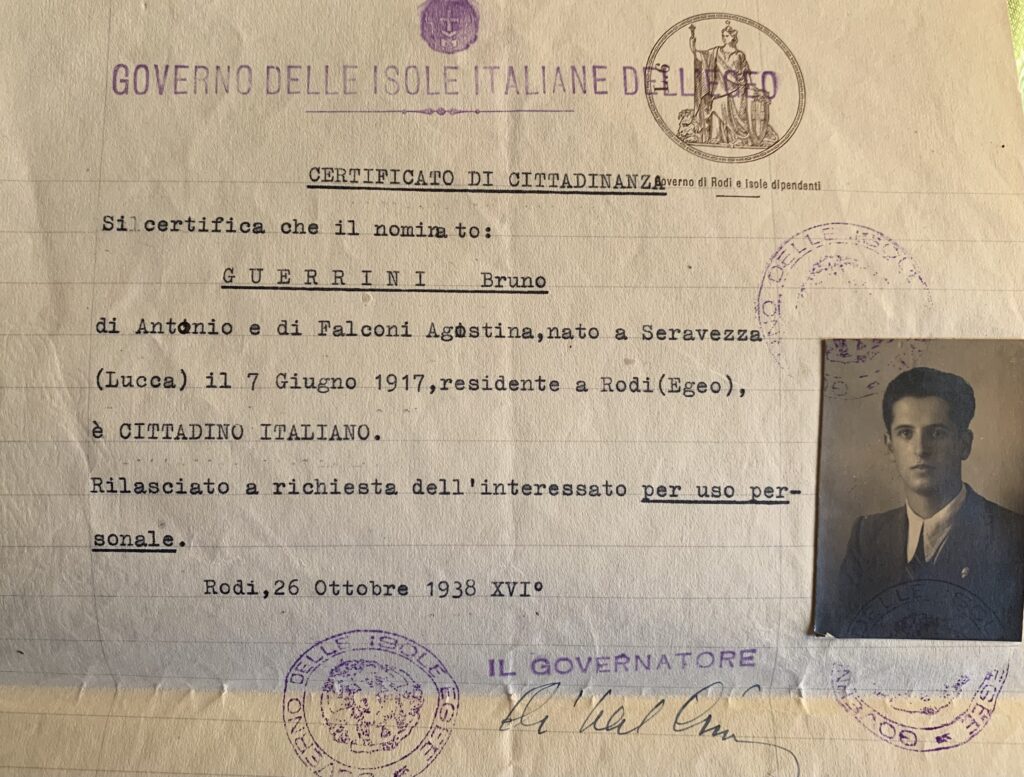 GOVERNO DELLE ISOLE ITALIANE DELL'EGEO
CERTIFICATO DI CITTADINANZA
Governo di Rodi e isole dipendenti
Si certifica che il nominato:
GUERRINI Bruno
di Antonio e di Falconi Agostina,nato a Seravezza
(Lucca) il 7 Giugno 1917,residente a Rodi(Egeo),
è CITTADINO ITALIANO.
Rilasciato a richiesta dell'interessato per uso per-
sonale.
Rodi,26 Ottobre 1938 XVI°
IL GOVERNATORE
GOVERNO DELLE ISOLE EGEE